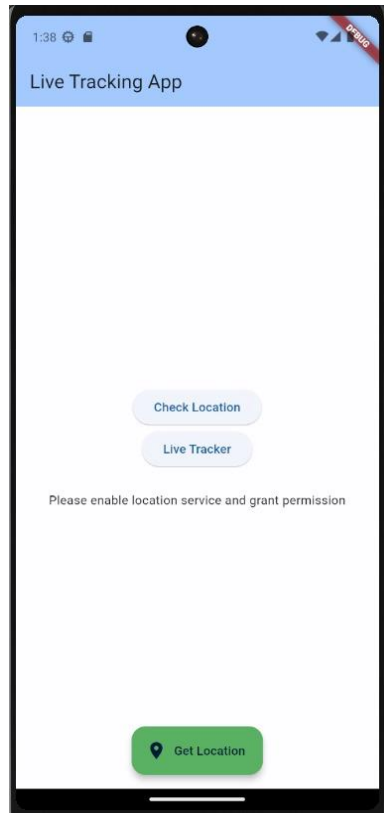 1:38
DEBUG
Live Tracking App
Check Location
Live Tracker
Please enable location service and grant permission
Get Location